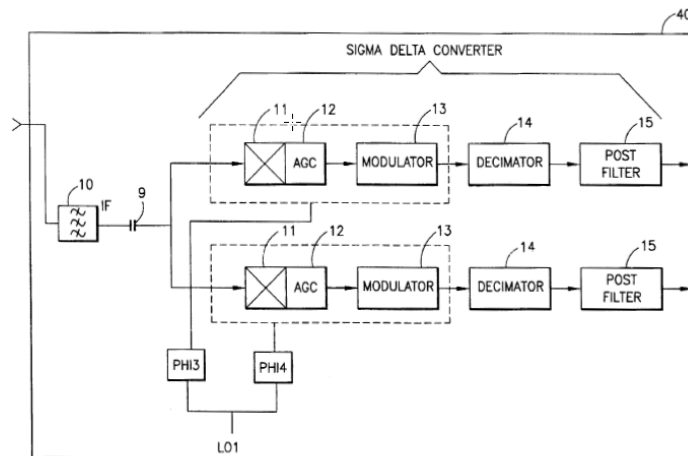 40
SIGMA DELTA CONVERTER
11
12
13
14
15
AGC
MODULATOR
DECIMATOR
POST
FILTER
10
IF
9
11
12
13
14
15
AGC
MODULATOR
DECIMATOR
POST
FILTER
PHI3
PHI4
LO1